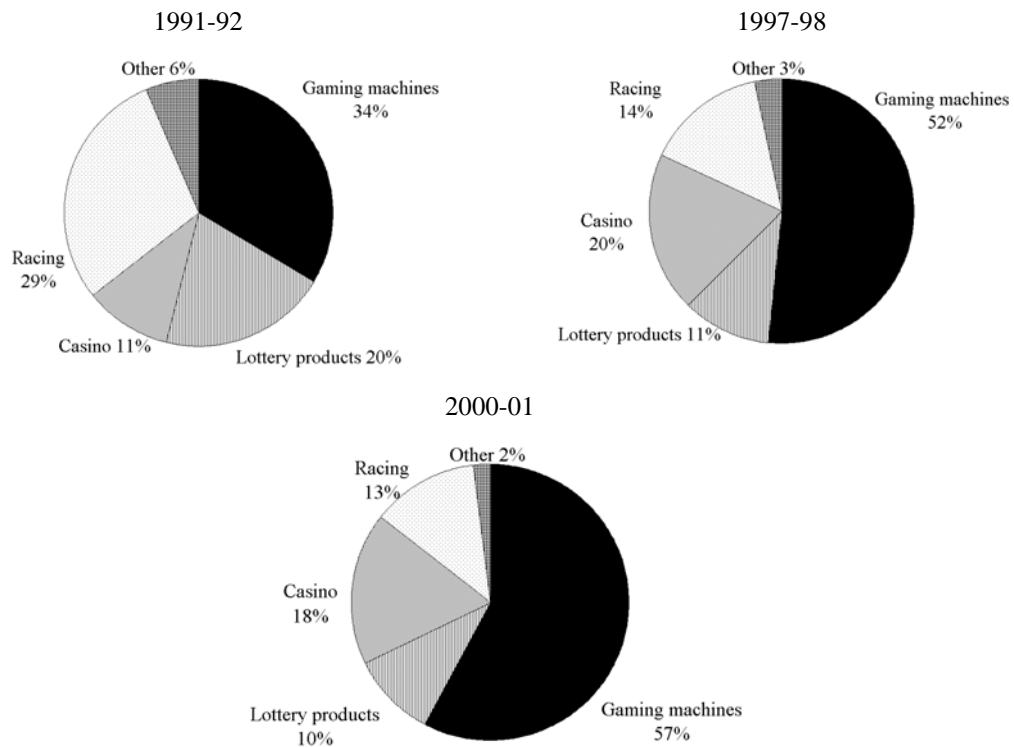 1991-92
Other 6%
Gaming machines
34%
Racing
29%
Casino 11%
Lottery products 20%
1997-98
Other 3%
Racing
14%
Gaming machines
52%
Casino
20%
Lottery products 11%
2000-01
Other 2%
Racing
13%
Casino
18%
Lottery products
10%
Gaming machines
57%